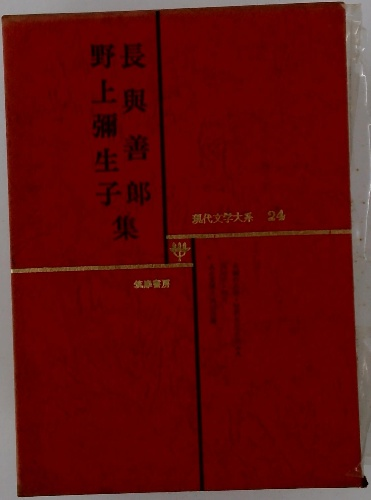 長與善郎
野上彌生子集
現代文学大系 24
筑摩書房